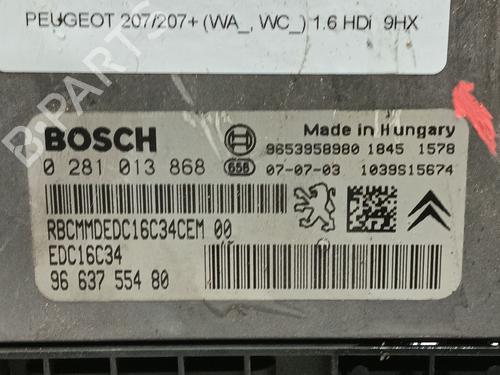 PEUGEOT 207/207+ (WA_, WC_) 1.6 HDi 9HX
BOSCH
Made in Hungary
9653958980 1845 1578
0 281 013 868
656
07-07-03 1039S15674
RBCMMDEDC16C34CEM 00
EDC16C34
96 637 554 80
B-PARTS